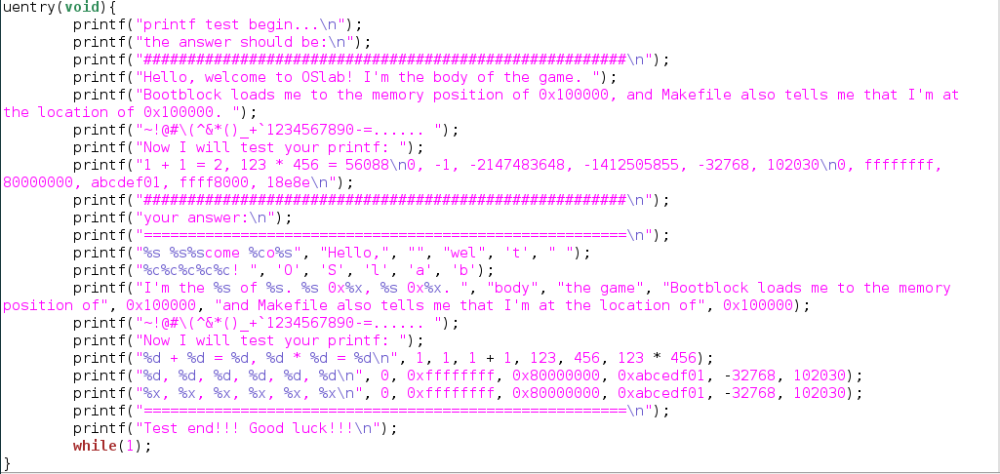 uentry(void){
printf("printf test begin...\n");
printf("the answer should be:\n");
printf("#######################################################\n");
printf("Hello, welcome to OSlab! I'm the body of the game. ");
printf("Bootblock loads me to the memory position of 0x100000, and Makefile also tells me that I'm at
the location of 0x100000. ");
printf("~!@#\(^&*()_+`1234567890-=...... ");
printf("Now I will test your printf: ");
printf("1 + 1 = 2, 123 * 456 = 56088\n0, -1, -2147483648, -1412505855, -32768, 102030\n0, ffffffff,
80000000, abcdef01, ffff8000, 18e8e\n");
printf("#######################################################\n");
printf("your answer:\n");
printf("=======================================================\n");
printf("%s %s%scome %co%s", "Hello,", "", "wel", 't', " ");
printf("%c%c%c%c%c! ", 'O', 'S', 'l', 'a', 'b');
printf("I'm the %s of %s. %s 0x%x, %s 0x%x. ", "body", "the game", "Bootblock loads me to the memory
position of", 0x100000, "and Makefile also tells me that I'm at the location of", 0x100000);
printf("~!@#\(^&*()_+`1234567890-=...... ");
printf("Now I will test your printf: ");
printf("%d + %d = %d, %d * %d = %d\n", 1, 1, 1 + 1, 123, 456, 123 * 456);
printf("%d, %d, %d, %d, %d, %d\n", 0, 0xffffffff, 0x80000000, 0xabcedf01, -32768, 102030);
printf("%x, %x, %x, %x, %x, %x\n", 0, 0xffffffff, 0x80000000, 0xabcedf01, -32768, 102030);
printf("=======================================================\n");
printf("Test end!!! Good luck!!!\n");
while(1);
}